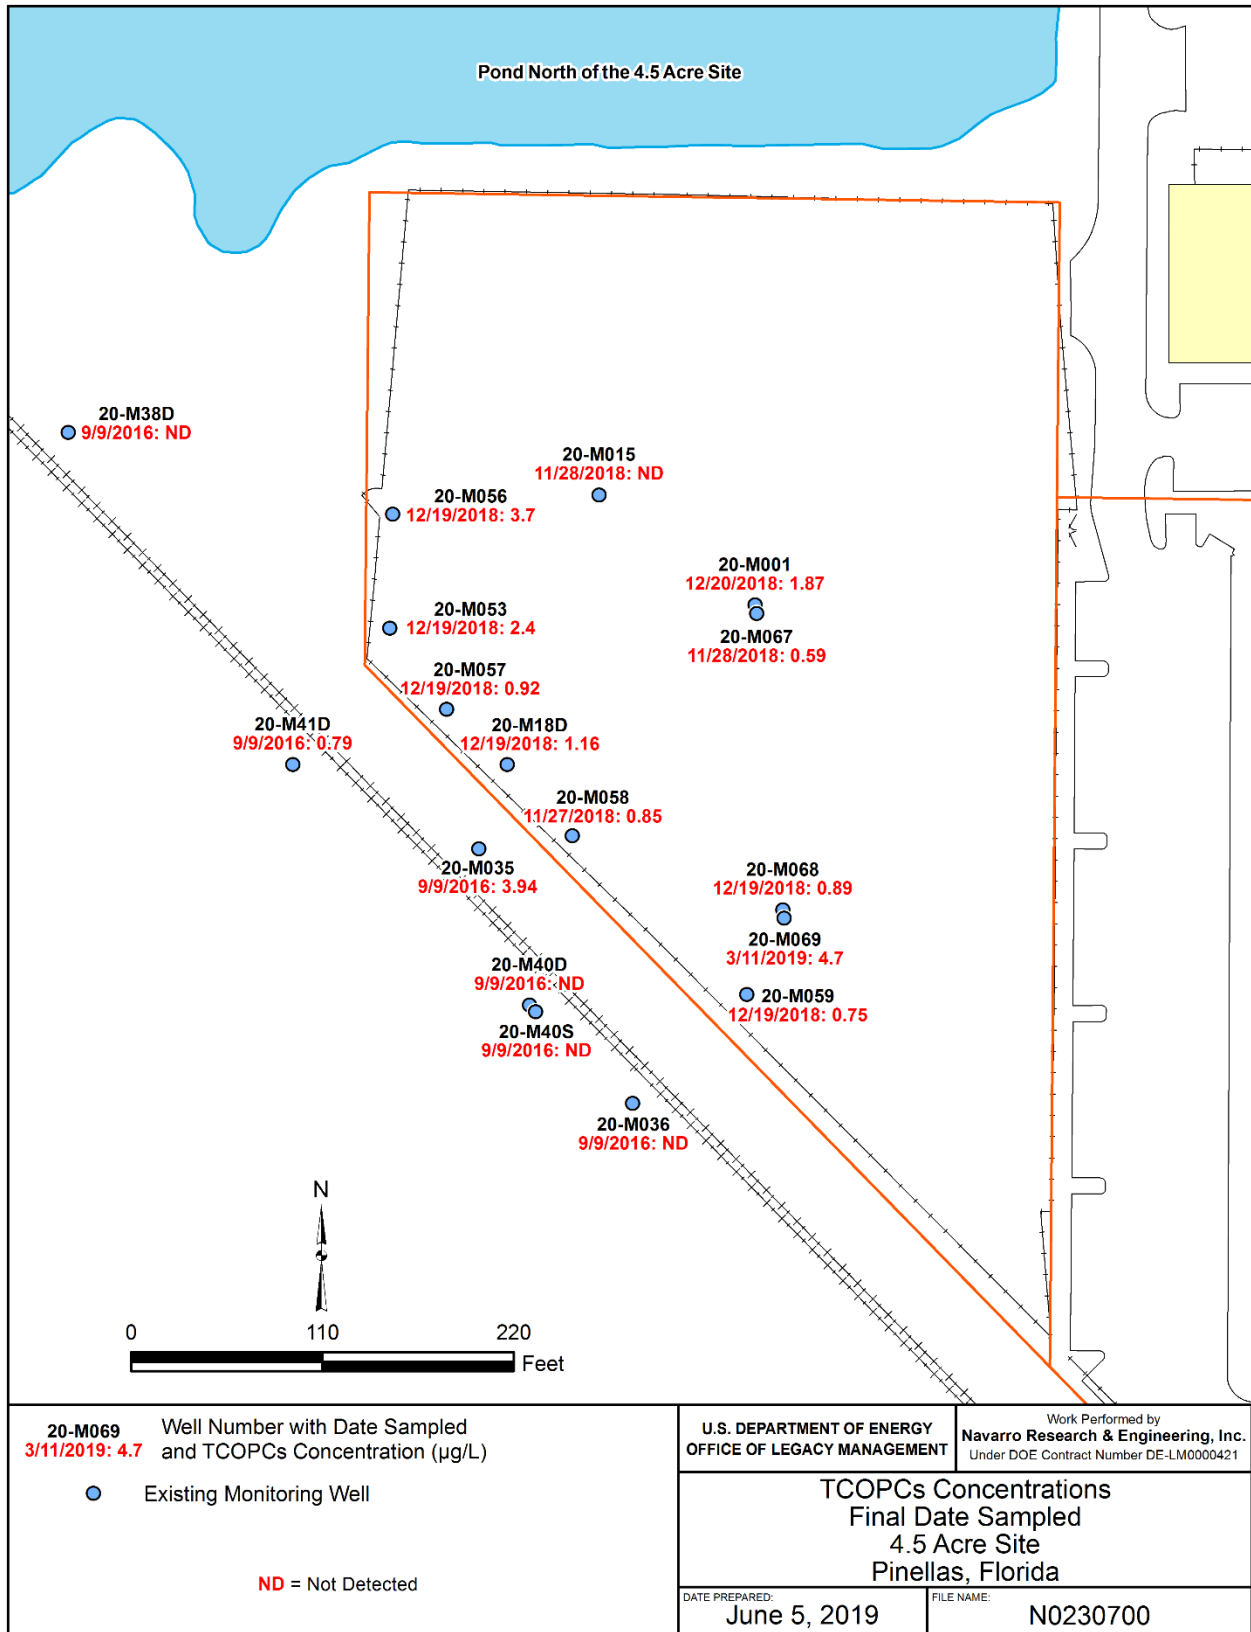 Pond North of the 4.5 Acre Site
20-M38D
9/9/2016: ND
20-M015
11/28/2018: ND
20-M056
12/19/2018: 3.7
20-M001
12/20/2018: 1.87
20-M067
11/28/2018: 0.59
20-M053
12/19/2018: 2.4
20-M057
12/19/2018: 0.92
20-M41D
9/9/2016: 0.79
20-M18D
12/19/2018: 1.16
20-M058
11/27/2018: 0.85
20-M035
9/9/2016: 3.94
20-M068
12/19/2018: 0.89
20-M069
3/11/2019: 4.7
20-M40D
9/9/2016: ND
20-M40S
9/9/2016: ND
20-M059
12/19/2018: 0.75
20-M036
9/9/2016: ND
N
0 110 220
Feet
20-M069
3/11/2019: 4.7
Well Number with Date Sampled
and TCOPCs Concentration (µg/L)
Existing Monitoring Well
ND = Not Detected
U.S. DEPARTMENT OF ENERGY
OFFICE OF LEGACY MANAGEMENT
Work Performed by
Navarro Research & Engineering, Inc.
Under DOE Contract Number DE-LM0000421
TCOPCs Concentrations
Final Date Sampled
4.5 Acre Site
Pinellas, Florida
DATE PREPARED:
June 5, 2019
FILE NAME:
N0230700